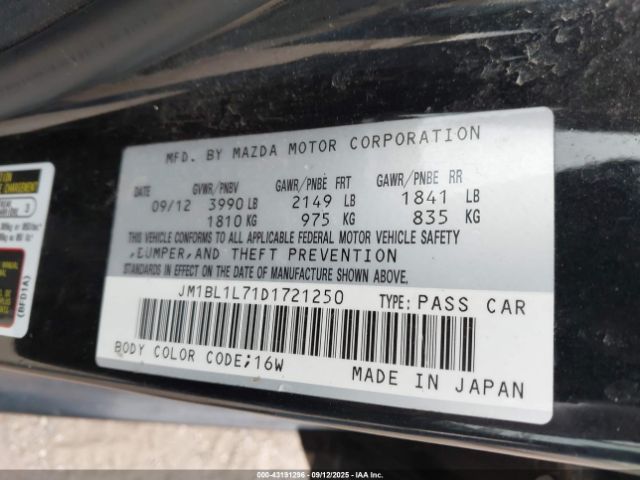 MFD. BY MAZDA MOTOR CORPORATION
DATE GVWR/PNBV GAWR/PNBE FRT GAWR/PNBE RR
09/12 3990 LB 2149 LB 1841 LB
1810 KG 975 KG 835 KG
THIS VEHICLE CONFORMS TO ALL APPLICABLE FEDERAL MOTOR VEHICLE SAFETY
,BUMPER,AND THEFT PREVENTION
STANDARDS IN EFFECT ON THE DATE OF MANUFACTURE SHOWN ABOVE.
JM1BL1L71D1721250 TYPE: PASS CAR
BODY COLOR CODE;16W
MADE IN JAPAN
(BFD1A)
000-43191296 09/12/2025 IAA Inc.